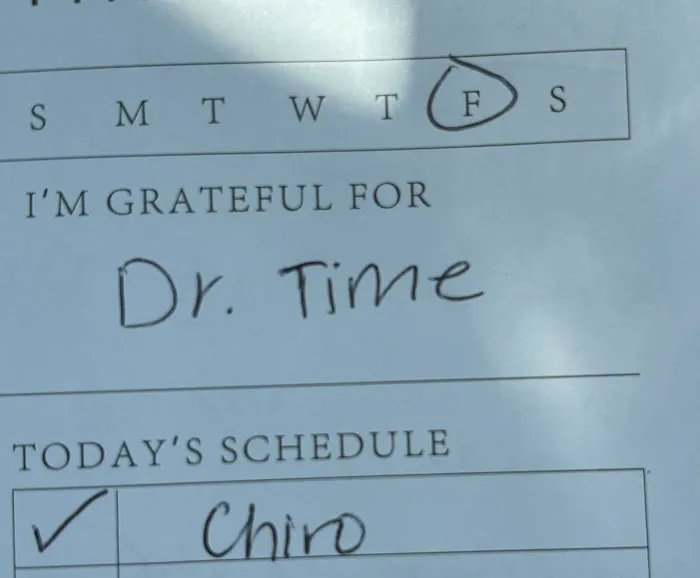 S M T W T F S
I'M GRATEFUL FOR
Dr. Time
TODAY'S SCHEDULE
✓ Chiro